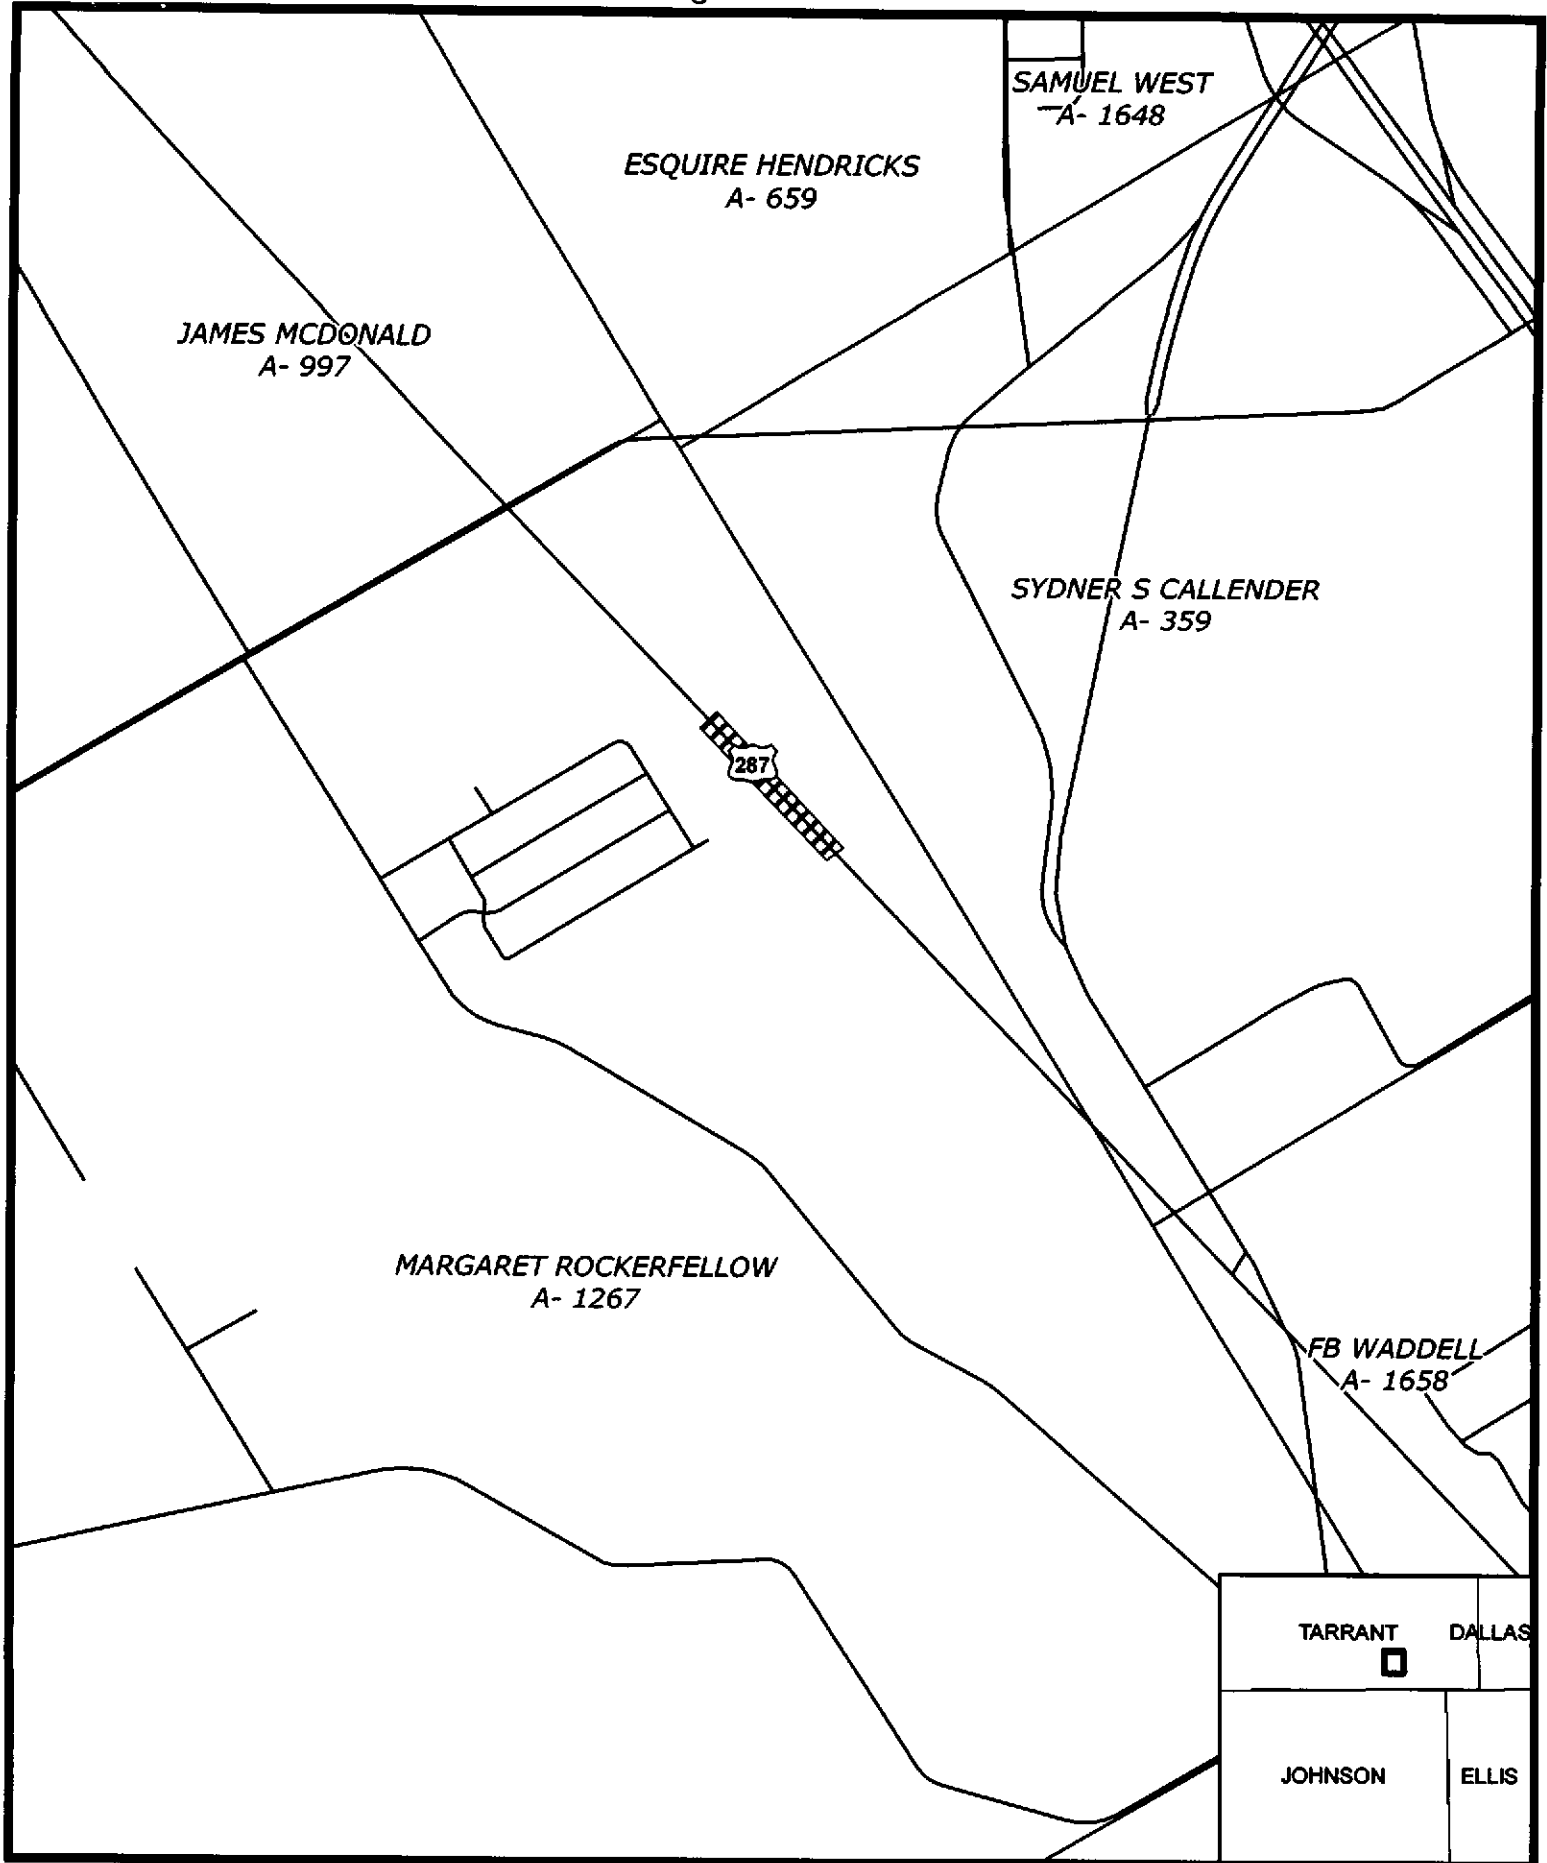 SAMUEL WEST
A- 1648
ESQUIRE HENDRICKS
A- 659
JAMES MCDONALD
A- 997
SYDNER S CALLENDER
A- 359
287
MARGARET ROCKERFELLOW
A- 1267
FB WADDELL
A- 1658
TARRANT
DALLAS
JOHNSON
ELLIS